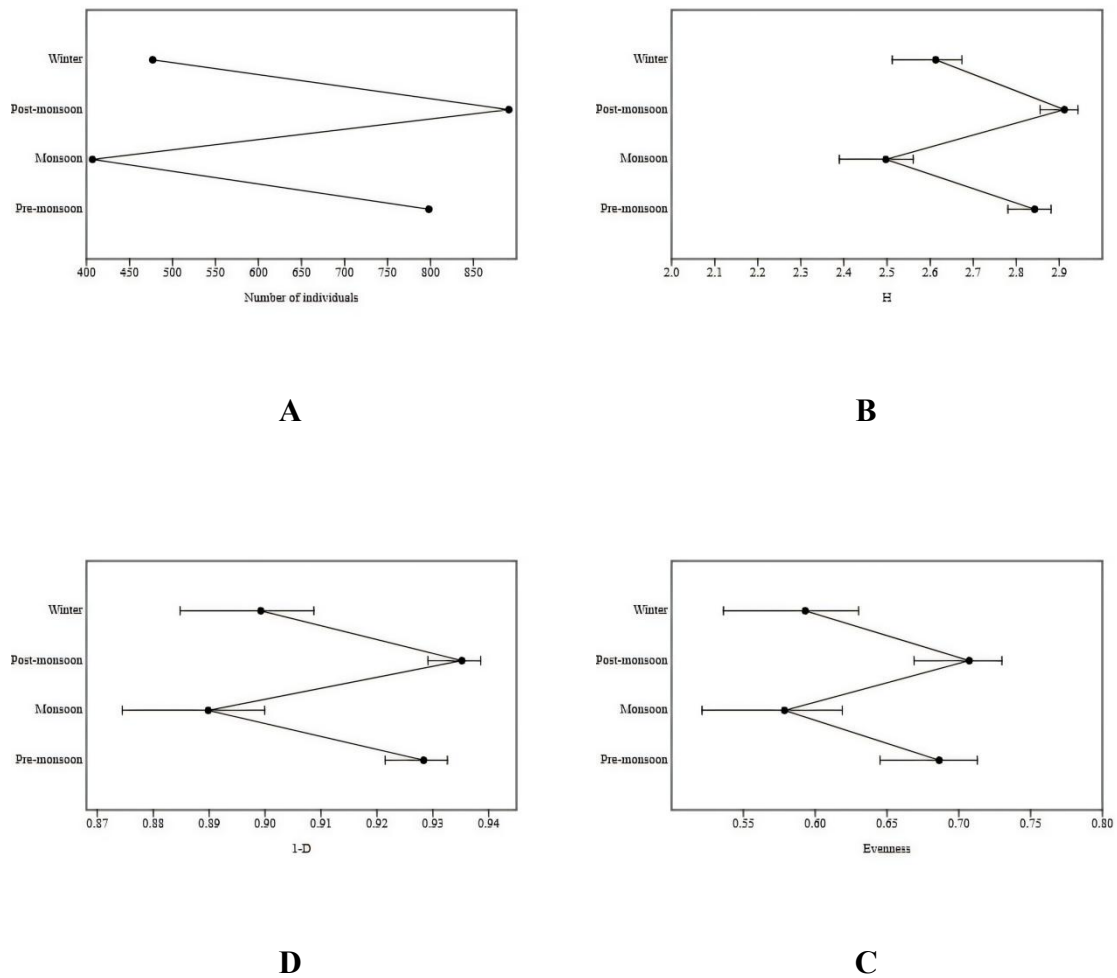 Winter
Post-monsoon
Monsoon
Pre-monsoon
400 450 500 550 600 650 700 750 800 850
Number of individuals
A
Winter
Post-monsoon
Monsoon
Pre-monsoon
2.0 2.1 2.2 2.3 2.4 2.5 2.6 2.7 2.8 2.9
H
B
Winter
Post-monsoon
Monsoon
Pre-monsoon
0.87 0.88 0.89 0.90 0.91 0.92 0.93 0.94
1-D
D
Winter
Post-monsoon
Monsoon
Pre-monsoon
0.55 0.60 0.65 0.70 0.75 0.80
Evenness
C